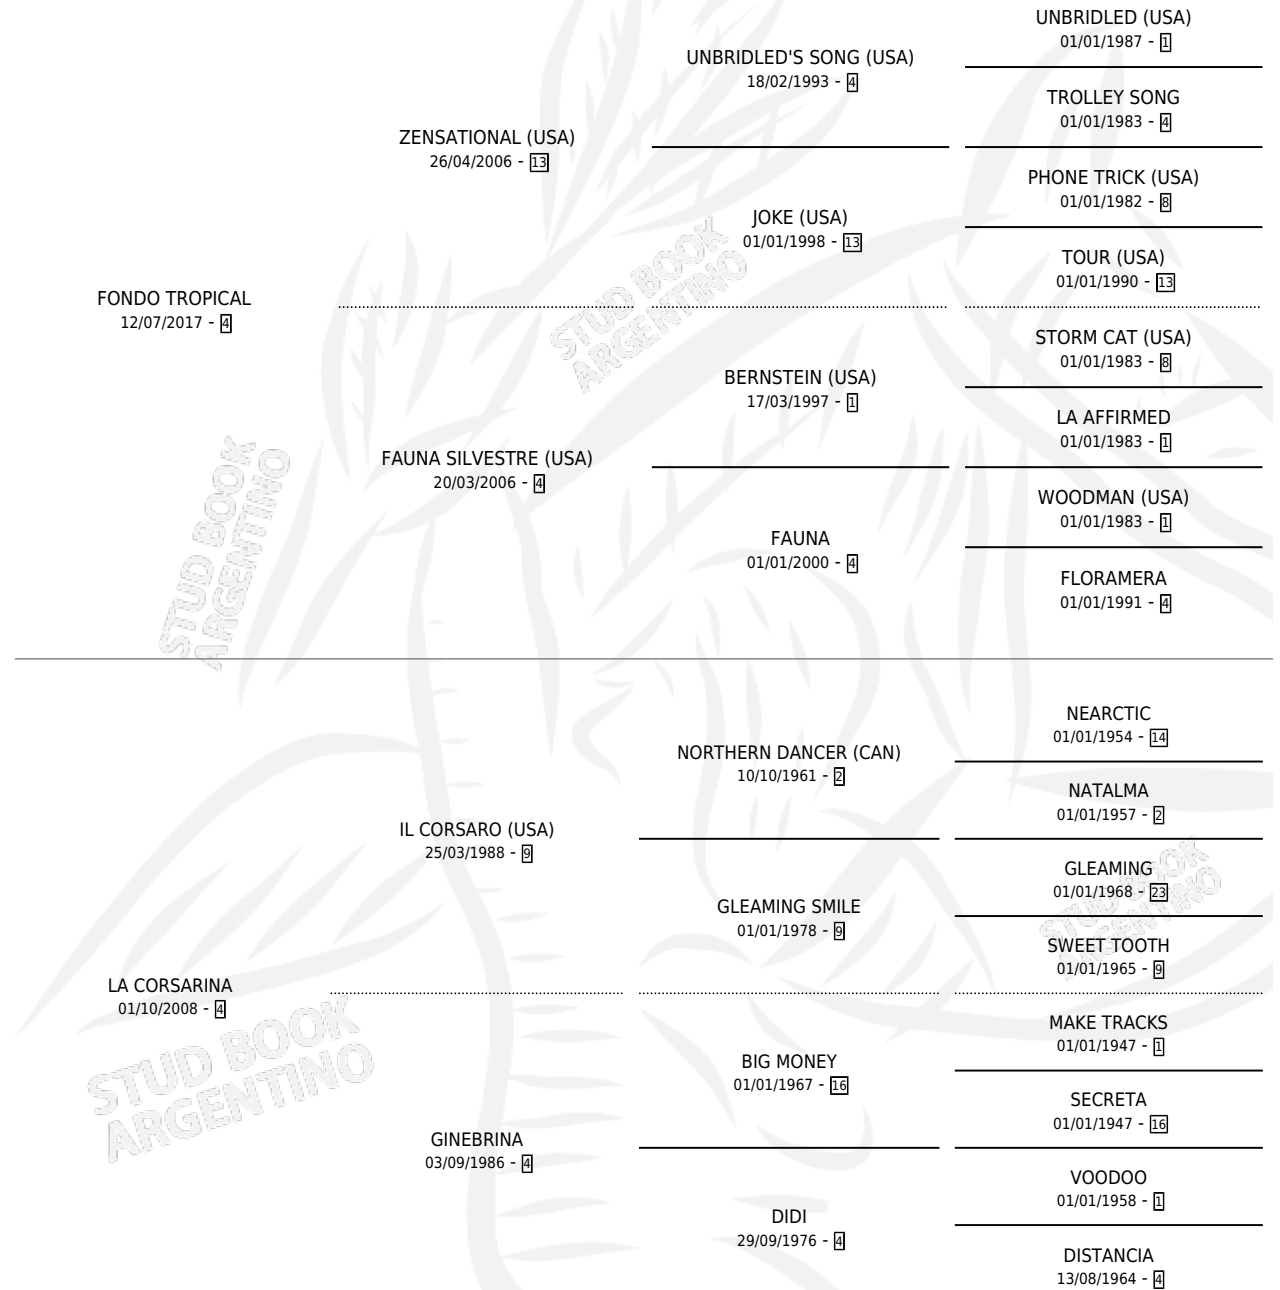 UNBRIDLED (USA)
01/01/1987 - 1
UNBRIDLED'S SONG (USA)
18/02/1993 - 4
TROLLEY SONG
01/01/1983 - 4
ZENSATIONAL (USA)
26/04/2006 - 13
PHONE TRICK (USA)
01/01/1982 - 8
JOKE (USA)
01/01/1998 - 13
TOUR (USA)
01/01/1990 - 13
FONDO TROPICAL
12/07/2017 - 4
STUD BOOK
ARGENTINO
STORM CAT (USA)
01/01/1983 - 8
BERNSTEIN (USA)
17/03/1997 - 1
LA AFFIRMED
01/01/1983 - 1
FAUNA SILVESTRE (USA)
20/03/2006 - 4
WOODMAN (USA)
01/01/1983 - 1
FAUNA
01/01/2000 - 4
FLORAMERA
01/01/1991 - 4
STUD BOOK
ARGENTINO
NEARCTIC
01/01/1954 - 14
NORTHERN DANCER (CAN)
10/10/1961 - 2
NATALMA
01/01/1957 - 2
IL CORSARO (USA)
25/03/1988 - 9
GLEAMING
01/01/1968 - 23
GLEAMING SMILE
01/01/1978 - 9
SWEET TOOTH
01/01/1965 - 9
STUD BOOK
ARGENTINO
LA CORSARINA
01/10/2008 - 4
MAKE TRACKS
01/01/1947 - 1
BIG MONEY
01/01/1967 - 16
SECRETA
01/01/1947 - 16
STUD BOOK
ARGENTINO
GINEBRINA
03/09/1986 - 4
VOODOO
01/01/1958 - 1
DIDI
29/09/1976 - 4
DISTANCIA
13/08/1964 - 4